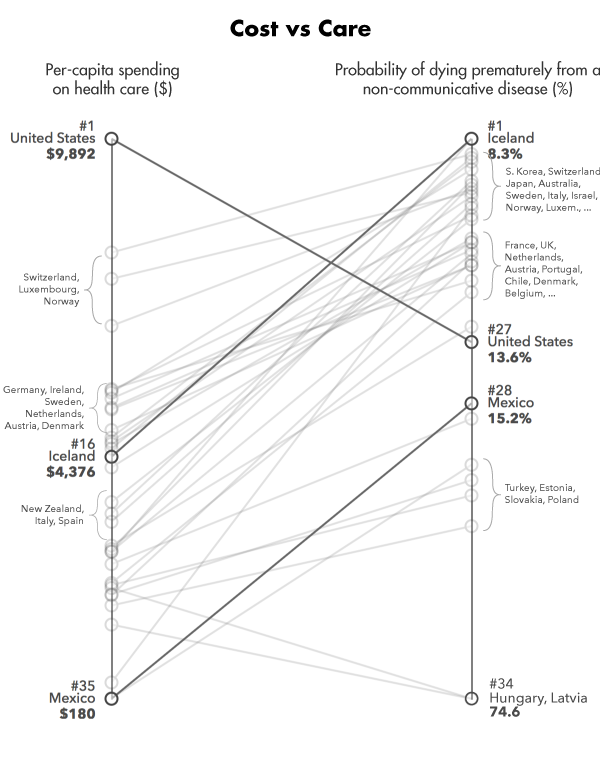 Cost vs Care
Per-capita spending
on health care ($)
Probability of dying prematurely from a
non-communicative disease (%)
#1
United States
$9,892
Switzerland,
Luxembourg,
Norway
Germany, Ireland,
Sweden,
Netherlands,
Austria, Denmark
#16
Iceland
$4,376
New Zealand,
Italy, Spain
#35
Mexico
$180
#1
Iceland
8.3%
S. Korea, Switzerland
Japan, Australia,
Sweden, Italy, Israel,
Norway, Luxem., ...
France, UK,
Netherlands,
Austria, Portugal,
Chile, Denmark,
Belgium, ...
#27
United States
13.6%
#28
Mexico
15.2%
Turkey, Estonia,
Slovakia, Poland
#34
Hungary, Latvia
74.6